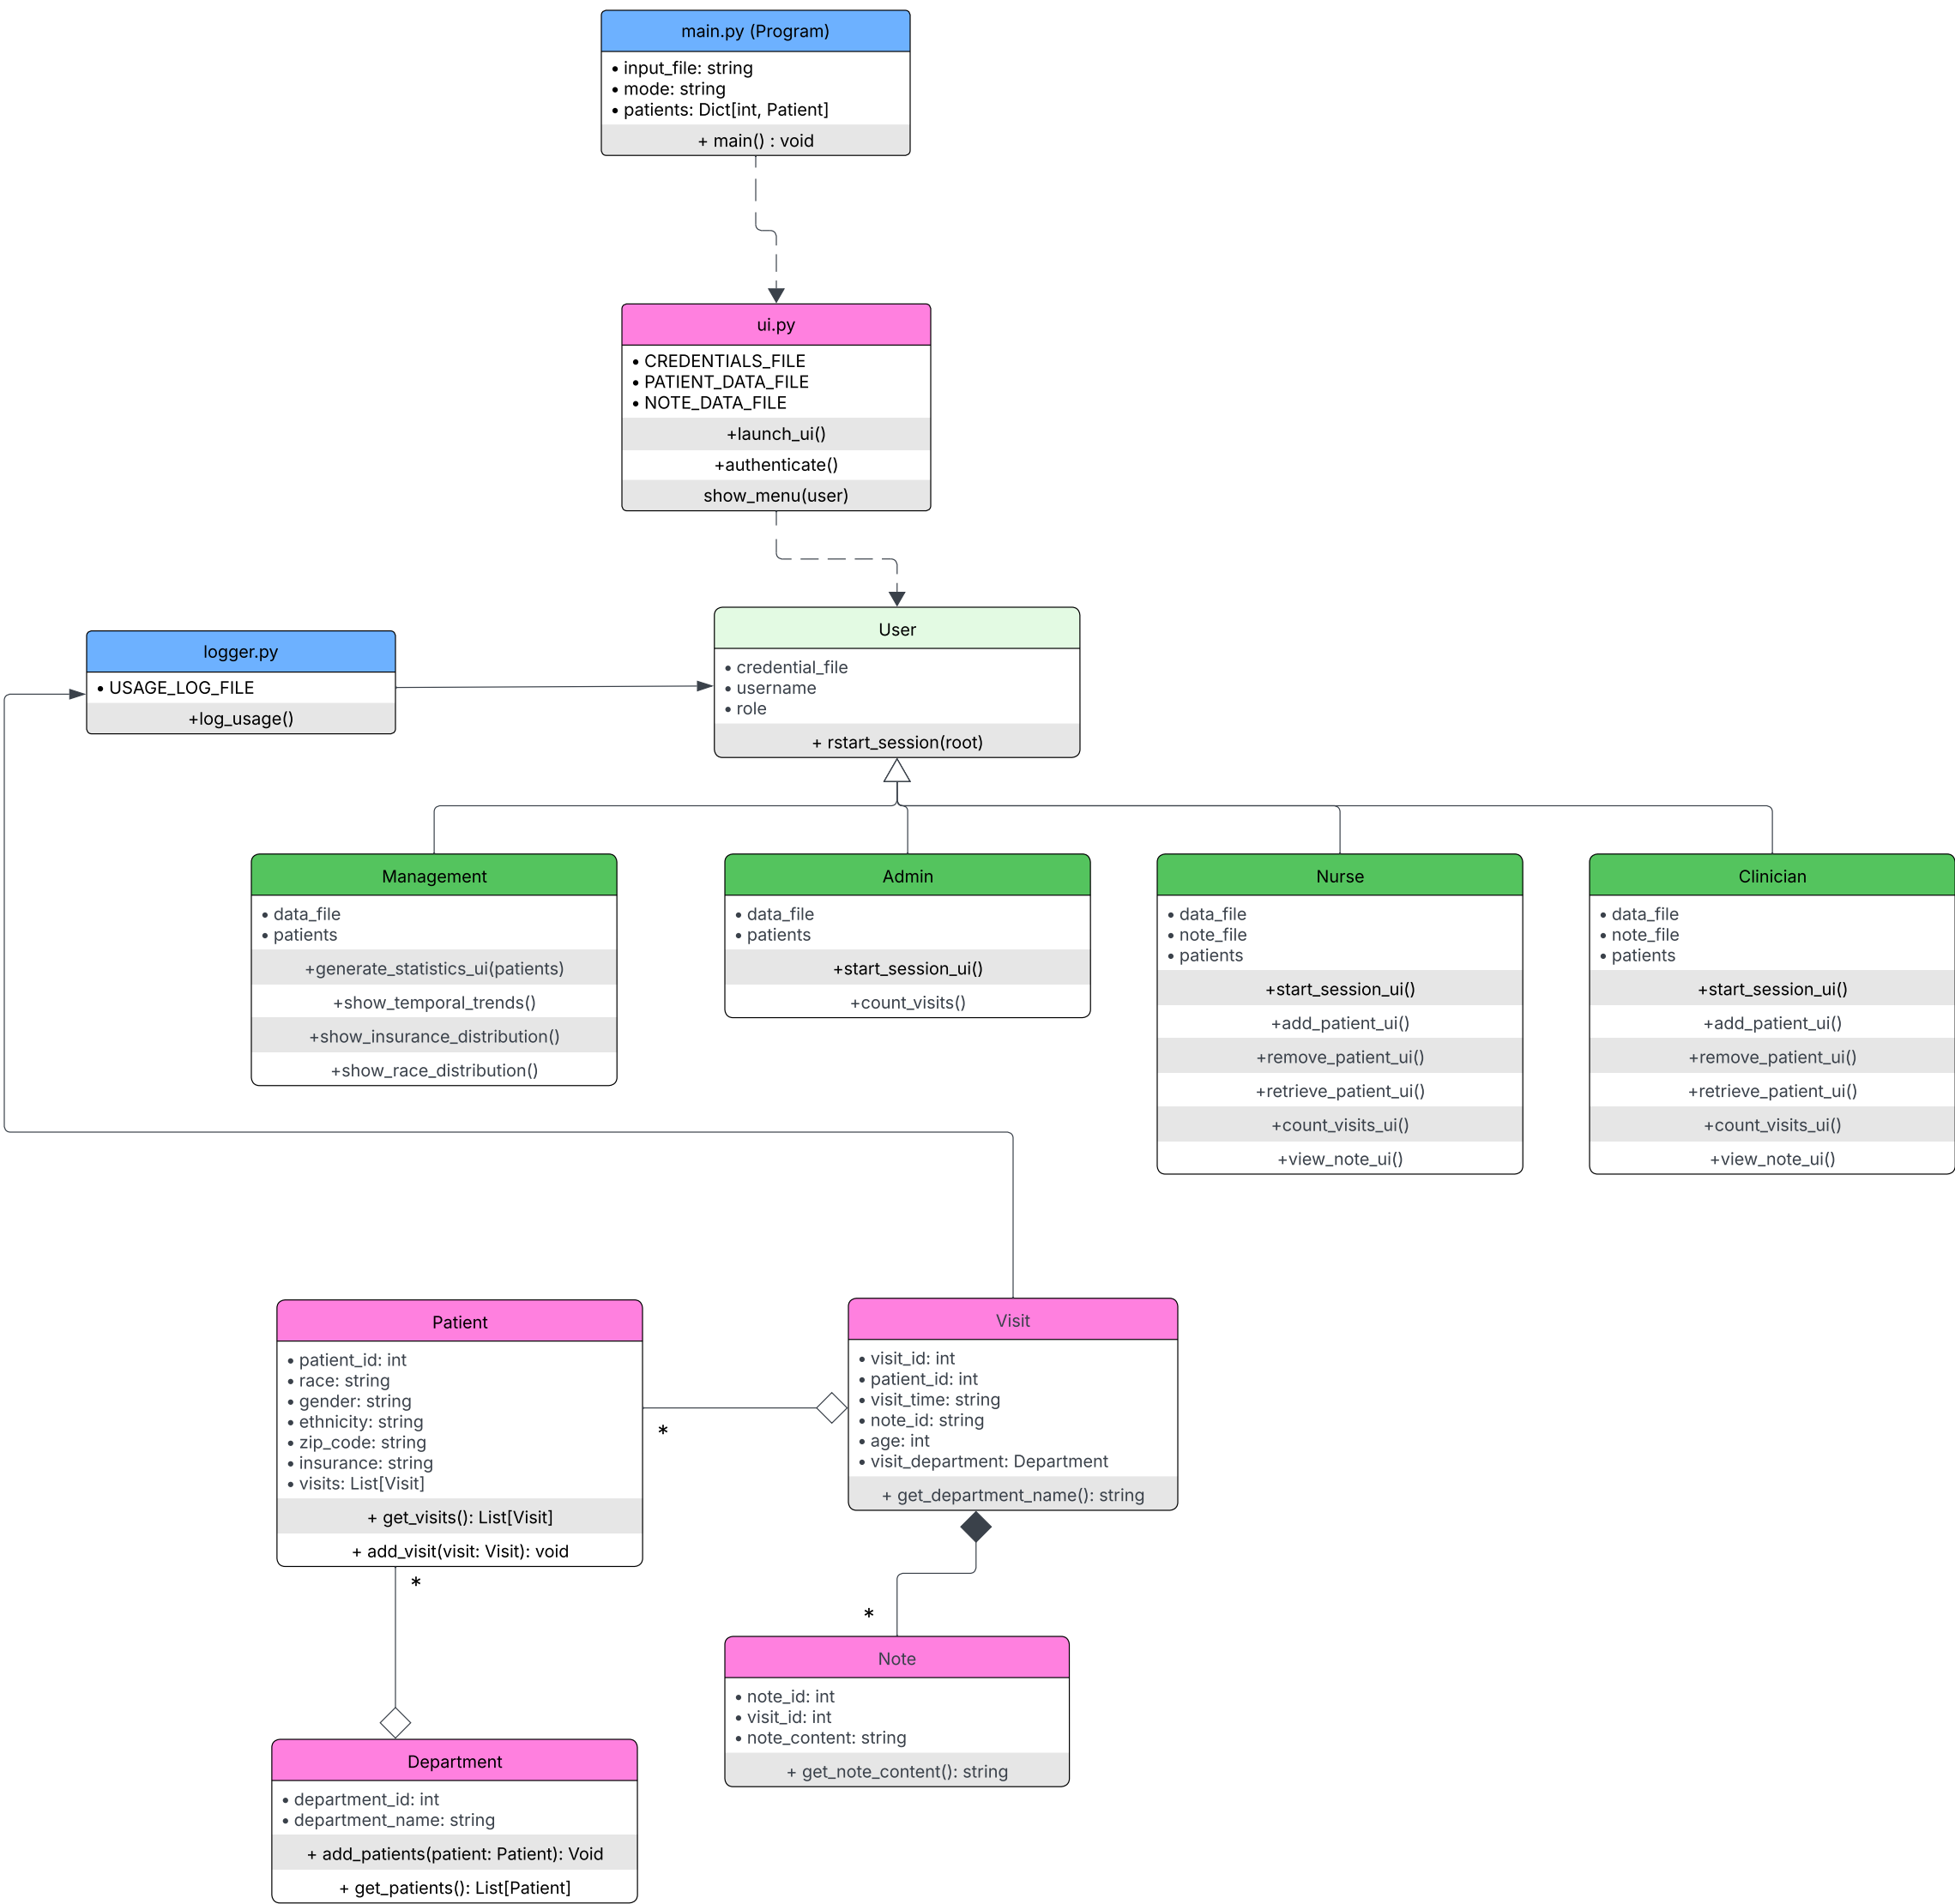 main.py (Program)
• input_file: string
• mode: string
• patients: Dict[int, Patient]
+ main() : void
ui.py
• CREDENTIALS_FILE
• PATIENT_DATA_FILE
• NOTE_DATA_FILE
+launch_ui()
+authenticate()
show_menu(user)
logger.py
• USAGE_LOG_FILE
+log_usage()
User
• credential_file
• username
• role
+ rstart_session(root)
Management
• data_file
• patients
+generate_statistics_ui(patients)
+show_temporal_trends()
+show_insurance_distribution()
+show_race_distribution()
Admin
• data_file
• patients
+start_session_ui()
+count_visits()
Nurse
• data_file
• note_file
• patients
+start_session_ui()
+add_patient_ui()
+remove_patient_ui()
+retrieve_patient_ui()
+count_visits_ui()
+view_note_ui()
Clinician
• data_file
• note_file
• patients
+start_session_ui()
+add_patient_ui()
+remove_patient_ui()
+retrieve_patient_ui()
+count_visits_ui()
+view_note_ui()
Patient
• patient_id: int
• race: string
• gender: string
• ethnicity: string
• zip_code: string
• insurance: string
• visits: List[Visit]
+ get_visits(): List[Visit]
+ add_visit(visit: Visit): void
*
*
Visit
• visit_id: int
• patient_id: int
• visit_time: string
• note_id: string
• age: int
• visit_department: Department
+ get_department_name(): string
*
Note
• note_id: int
• visit_id: int
• note_content: string
+ get_note_content(): string
Department
• department_id: int
• department_name: string
+ add_patients(patient: Patient): Void
+ get_patients(): List[Patient]